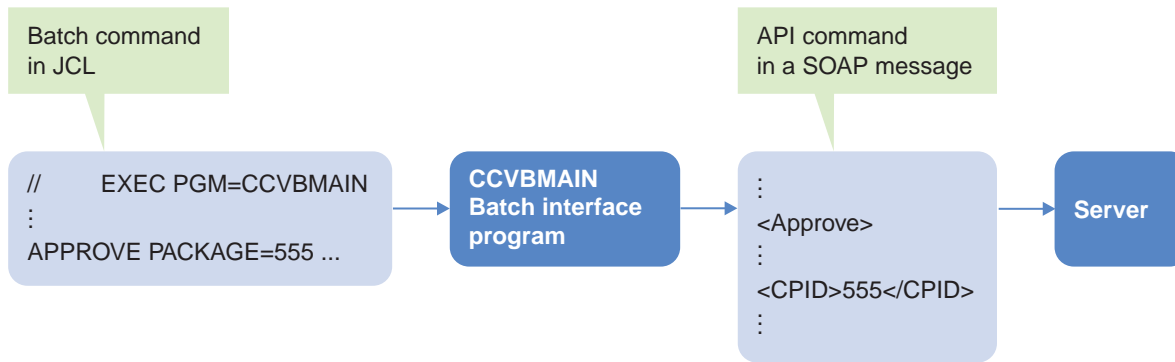 Batch command
in JCL
API command
in a SOAP message
// EXEC PGM=CCVBMAIN
⋮
APPROVE PACKAGE=555 ...
CCVBMAIN
Batch interface
program
⋮
<Approve>
⋮
<CPID>555</CPID>
⋮
Server